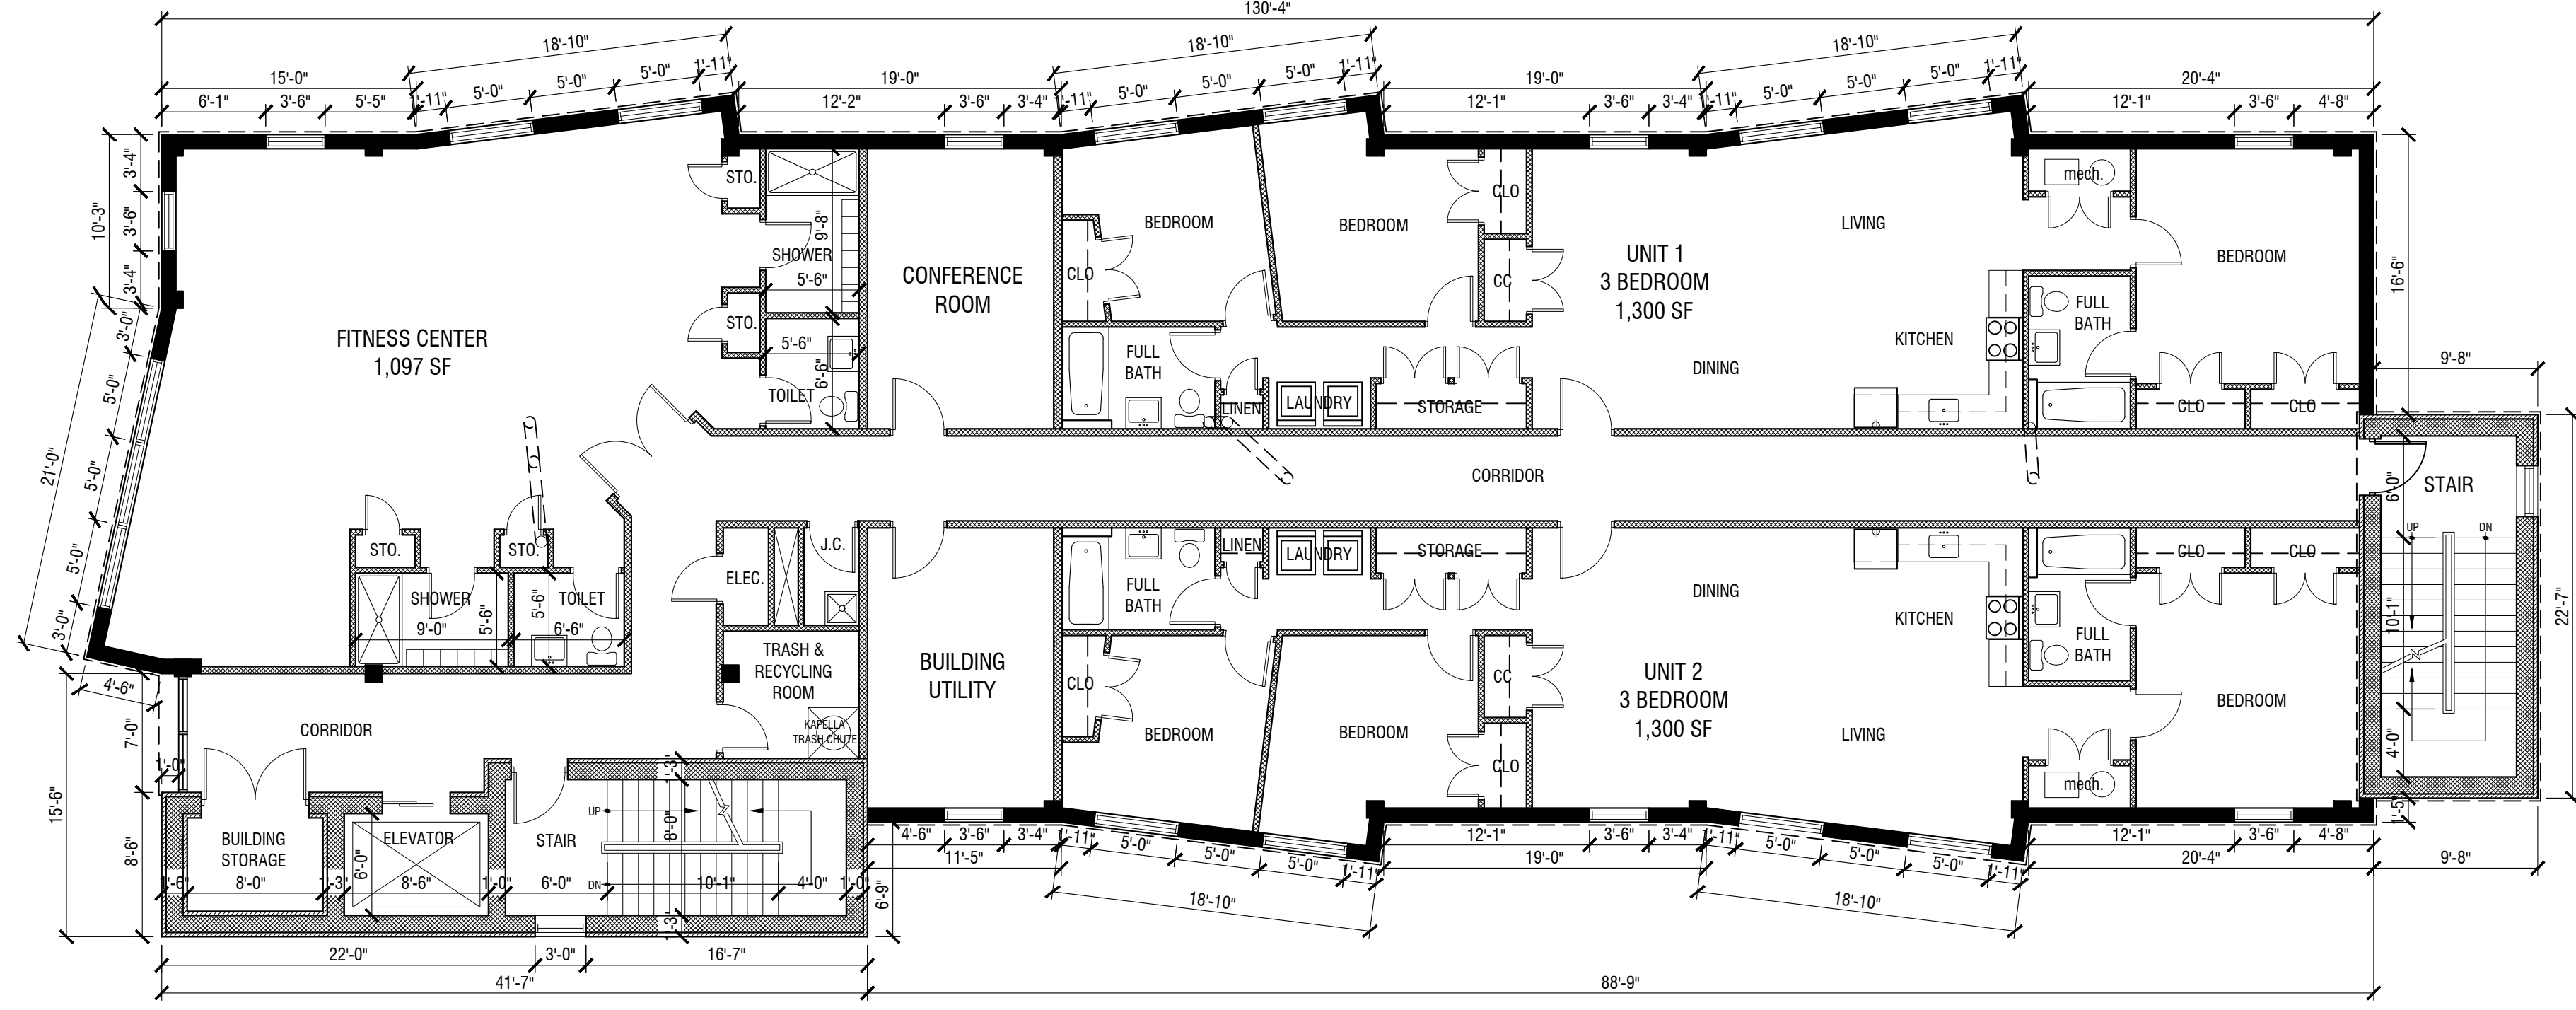 130'-4"
18'-10" 18'-10" 18'-10"
15'-0" 5'-0" 5'-0" 5'-0" 1'-11" 19'-0" 5'-0" 5'-0" 5'-0" 1'-11" 19'-0" 5'-0" 5'-0" 5'-0" 1'-11" 20'-4"
6'-1" 3'-6" 5'-5" 12'-2" 3'-6" 3'-4" 12'-1" 3'-6" 3'-4" 12'-1" 3'-6" 4'-8"
10'-3"
3'-4"
3'-6"
3'-4"
21'-0"
3'-0"
5'-0"
5'-0"
5'-0"
3'-0"
4'-6"
FITNESS CENTER
1,097 SF
STO.
9'-8"
SHOWER
5'-6"
STO.
5'-6"
6'-6"
TOILET
CONFERENCE
ROOM
BEDROOM
CLO
BEDROOM
CLO
CC
FULL
BATH
LINEN
LAUNDRY
STORAGE
UNIT 1
3 BEDROOM
1,300 SF
LIVING
KITCHEN
DINING
mech.
BEDROOM
FULL
BATH
CLO
CLO
16'-6"
9'-8"
CORRIDOR
STAIR
6'-0"
UP
DN
10'-1"
4'-0"
22'-7"
1'-5"
STO.
STO.
SHOWER
9'-0"
5'-6"
TOILET
5'-6"
6'-6"
ELEC.
J.C.
TRASH &
RECYCLING
ROOM
KAPELLA
TRASH CHUTE
BUILDING
UTILITY
FULL
BATH
LINEN
LAUNDRY
STORAGE
CLO
BEDROOM
BEDROOM
CC
CLO
DINING
KITCHEN
UNIT 2
3 BEDROOM
1,300 SF
LIVING
FULL
BATH
CLO
CLO
BEDROOM
mech.
CORRIDOR
7'-0"
1'-0"
15'-6"
8'-6"
BUILDING
STORAGE
ELEVATOR
6'-0"
STAIR
UP
DN
8'-0"
8'-0" 8'-6" 1'-0" 6'-0" 10'-1" 4'-0" 1'-0"
6'-9"
4'-6" 3'-6" 3'-4" 12'-1" 3'-6" 3'-4" 12'-1" 3'-6" 4'-8"
11'-5" 5'-0" 5'-0" 5'-0" 1'-11" 19'-0" 5'-0" 5'-0" 5'-0" 1'-11" 20'-4" 9'-8"
18'-10" 18'-10"
22'-0" 3'-0" 16'-7"
41'-7" 88'-9"